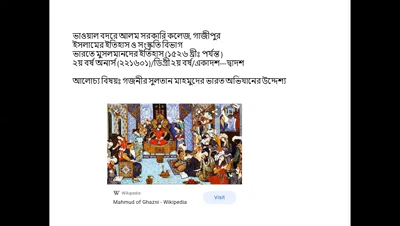 ভাওয়াল বদরে আলম সরকারি কলেজ, গাজীপুর
ইসলামের ইতিহাস ও সংস্কৃতি বিভাগ
ভারতে মুসলমানদের ইতিহাস (১৫২৬ খ্রীঃ পর্যন্ত)
২য় বর্ষ অনার্স (২২১৬০১)/ডিগ্রী ২য় বর্ষ/একাদশ—দ্বাদশ
আলোচ্য বিষয়ঃ গজনীর সুলতান মাহমুদের ভারত অভিযানের উদ্দেশ্য
W Wikipedia
Mahmud of Ghazni - Wikipedia
Visit